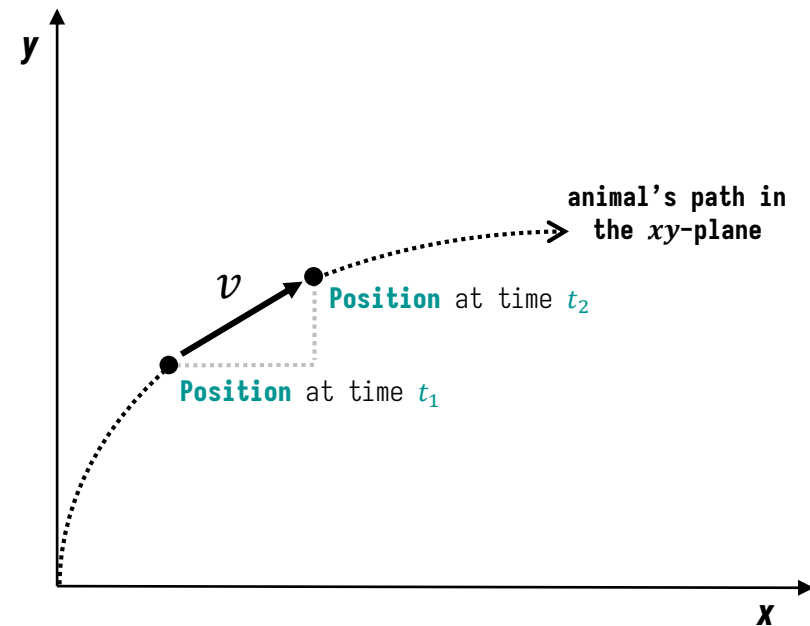 y
animal's path in
the xy-plane
v
Position at time t₂
Position at time t₁
x